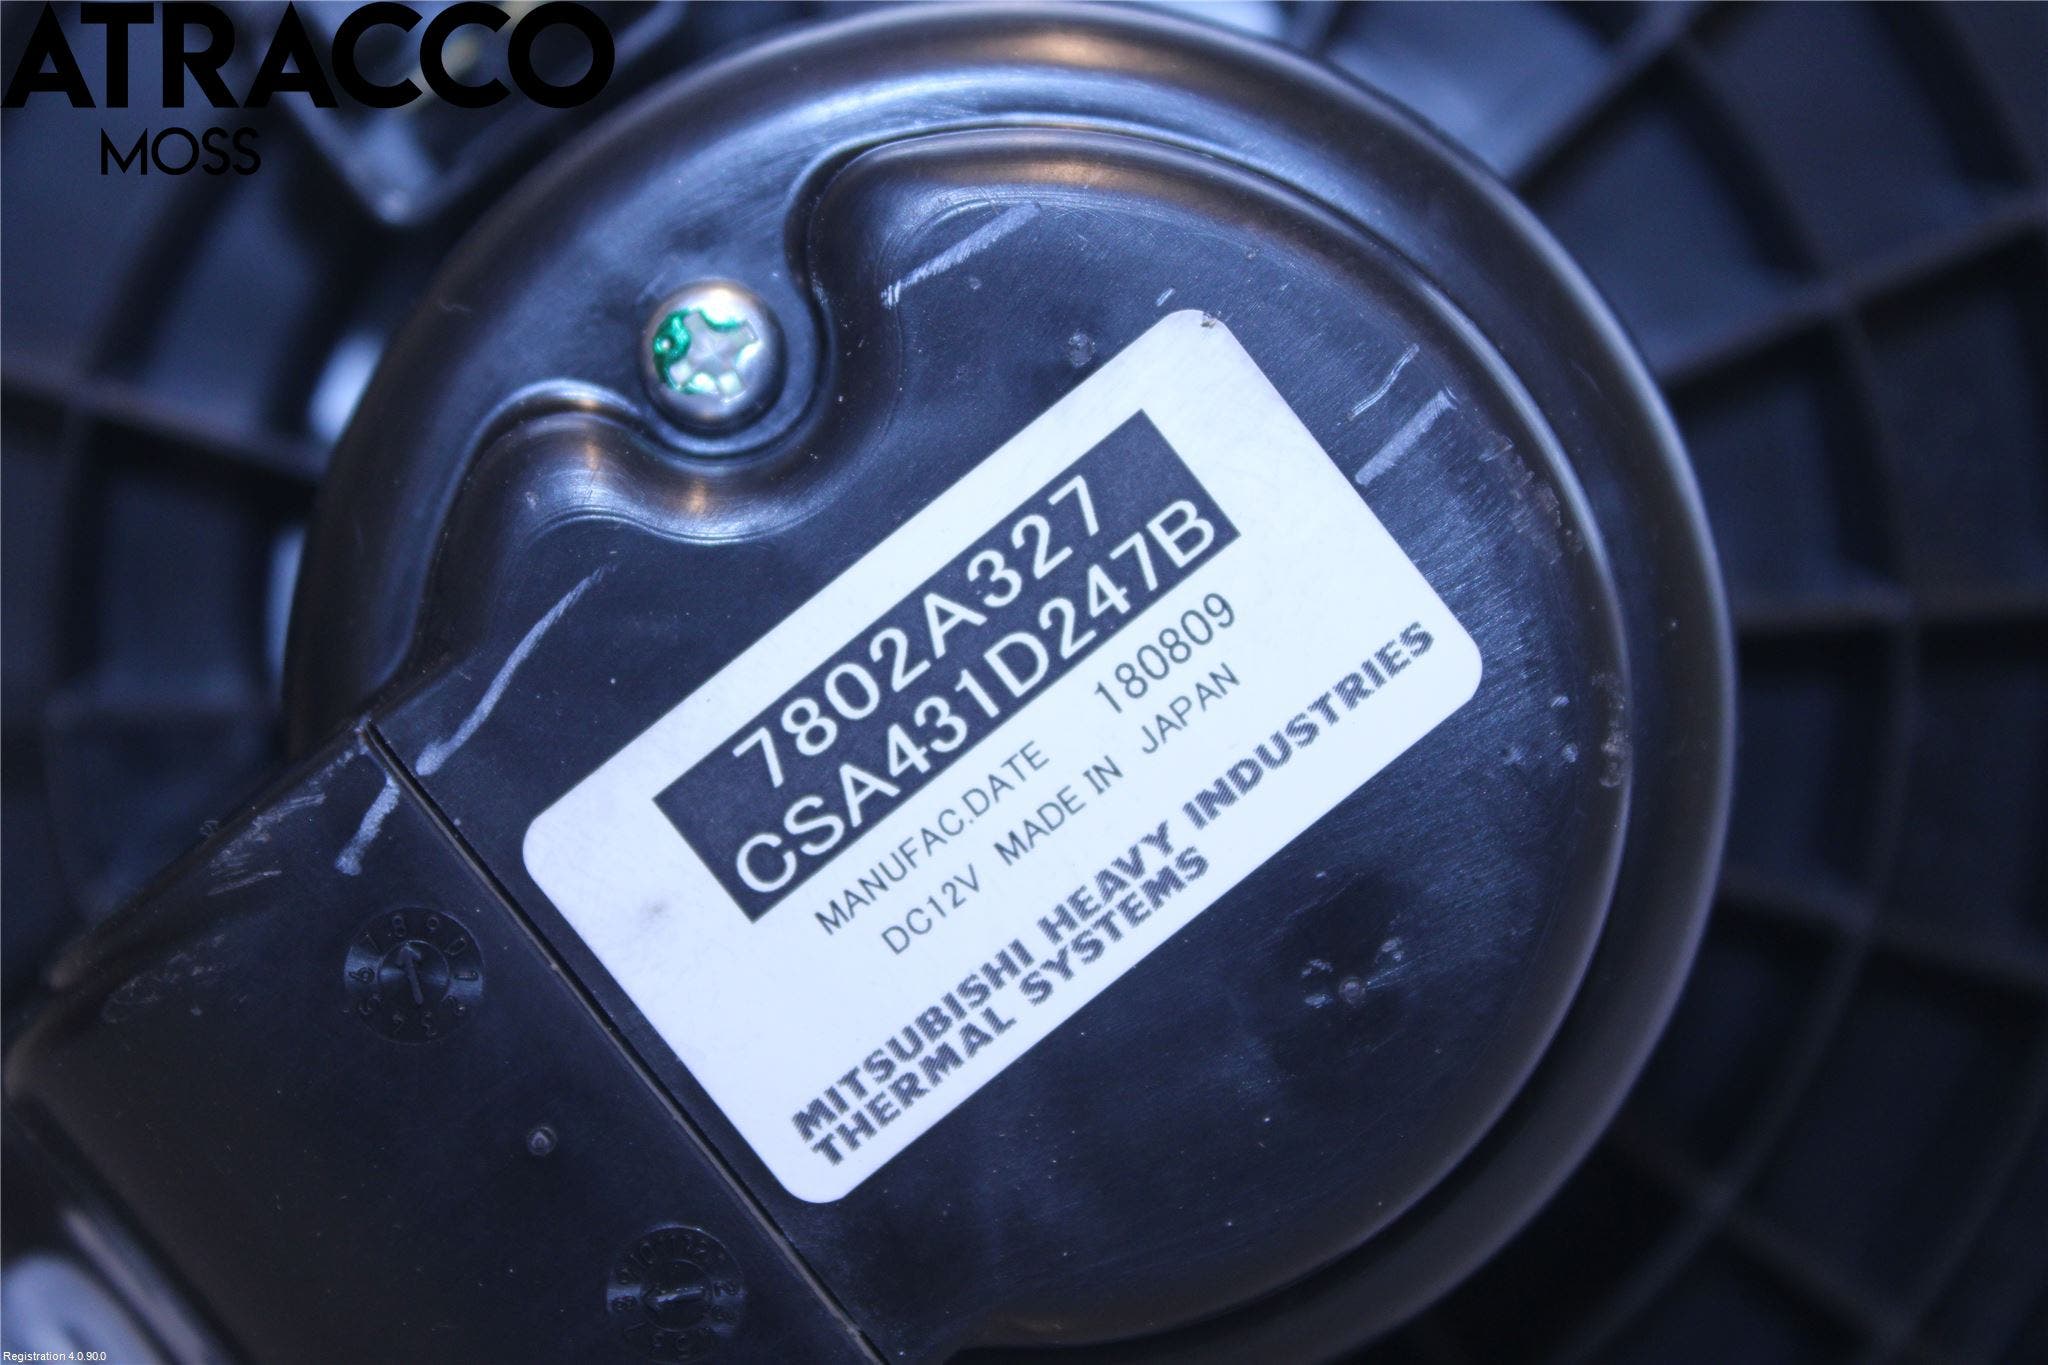 ATRACCO
MOSS
7802A327
CSA431D247B
MANUFAC.DATE 180809
DC12V MADE IN JAPAN
MITSUBISHI HEAVY INDUSTRIES
THERMAL SYSTEMS
Registration 4.0.90.0